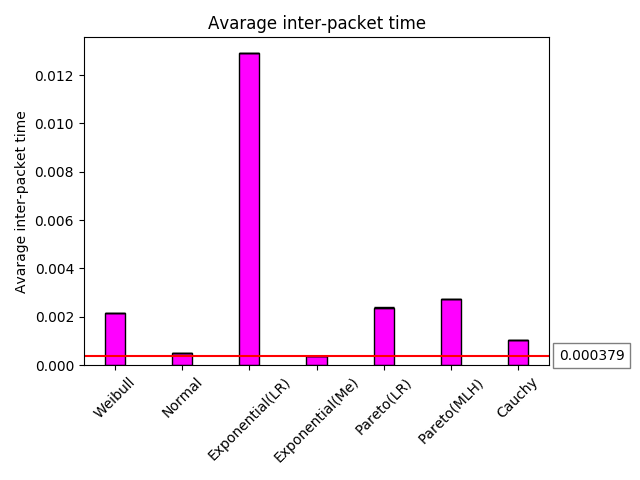 Avarage inter-packet time
Avarage inter-packet time
0.012
0.010
0.008
0.006
0.004
0.002
0.000
0.000379
Weibull
Normal
Exponential(LR)
Exponential(Me)
Pareto(LR)
Pareto(MLH)
Cauchy